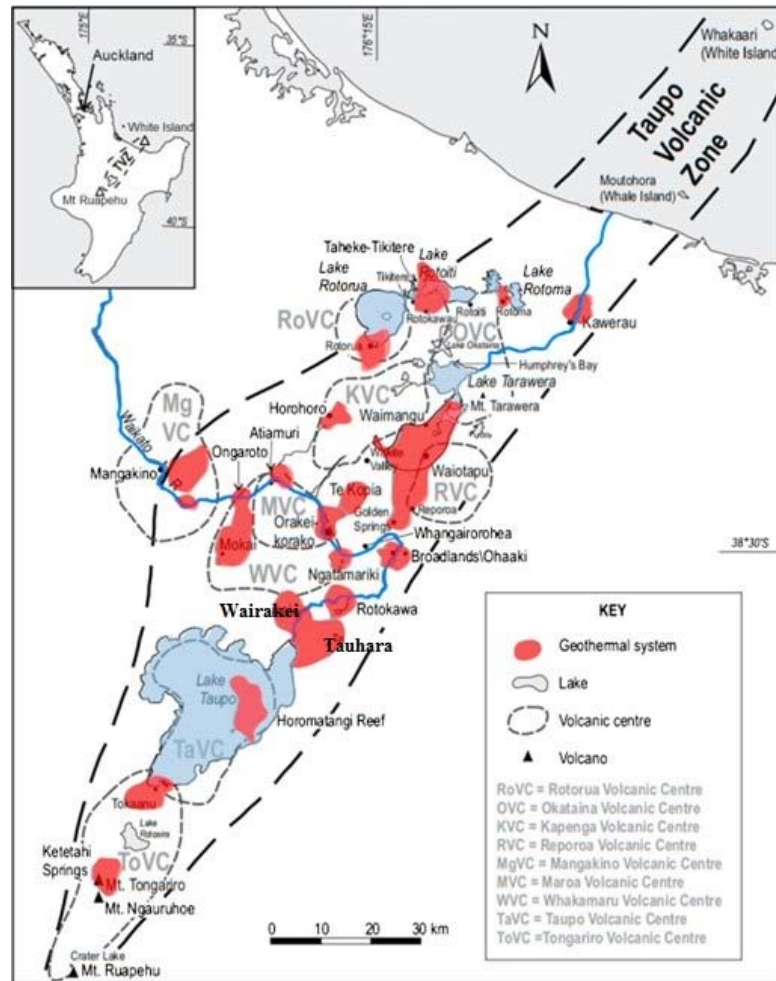 175°E
35°S
Auckland
White Island
TVZ
Mt Ruapehu
40°S
176°15'E
N
Whakaari
(White Island)
Taupo
Volcanic
Zone
Moutohora
(Whale Island)
Taheke-Tikitere
Lake
Rotoiti
Lake
Rotorua
Tikitere
Lake
Rotoma
RoVC
Rotokawau
Rotoiti
Rotoma
OVC
Lake Okataina
Kawerau
Rotorua
Humphrey's Bay
KVC
Lake Tarawera
Mt. Tarawera
Horohoro
Waimangu
Mg
VC
Waikato
R.
Ongaroto
Atiamuri
Valley
Waiotapu
Mangakino
Te Kopia
RVC
MVC
Orakei-
korako
Golden
Springs
Reporoa
Whangairorohea
Mokai
Broadlands\Ohaaki
38°30'S
WVC
Ngatamariki
Wairakei
Rotokawa
Tauhara
Lake
Taupo
Horomatangi Reef
TaVC
Tokaanu
Lake
Rotoaira
ToVC
Ketetahi
Springs
Mt. Tongariro
Mt. Ngauruhoe
Crater Lake
Mt. Ruapehu
0 10 20 30 km
KEY
Geothermal system
Lake
Volcanic centre
Volcano
RoVC = Rotorua Volcanic Centre
OVC = Okataina Volcanic Centre
KVC = Kapenga Volcanic Centre
RVC = Reporoa Volcanic Centre
MgVC = Mangakino Volcanic Centre
MVC = Maroa Volcanic Centre
WVC = Whakamaru Volcanic Centre
TaVC = Taupo Volcanic Centre
ToVC =Tongariro Volcanic Centre